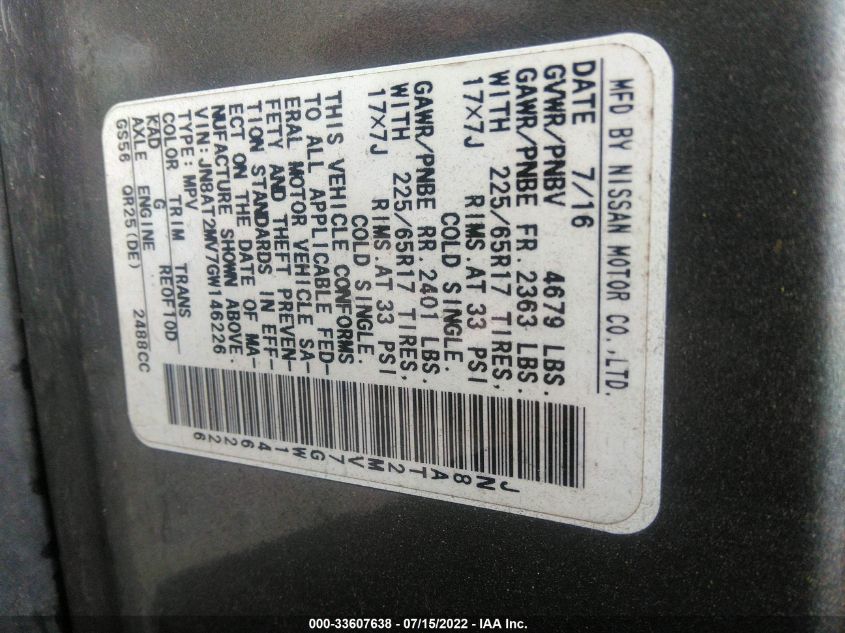 MFD BY NISSAN MOTOR CO.,LTD.
DATE 7/16
GVWR/PNBV 4679 LBS.
GAWR/PNBE FR. 2363 LBS.
WITH 225/65R17 TIRES,
17×7J RIMS.AT 33 PSI
COLD SINGLE.
GAWR/PNBE RR. 2401 LBS.
WITH 225/65R17 TIRES,
17×7J RIMS.AT 33 PSI
COLD SINGLE.
THIS VEHICLE CONFORMS
TO ALL APPLICABLE FED-
ERAL MOTOR VEHICLE SA-
FETY AND THEFT PREVEN-
TION STANDARDS IN EFF-
ECT ON THE DATE OF MA-
NUFACTURE SHOWN ABOVE.
VIN:JN8AT2MV7GW146226
TYPE:MPV
COLOR TRIM TRANS
KAD G RE0F10D
AXLE ENGINE
GS56 QR25(DE) 2488CC
JN8AT2MV7GW146226
000-33607638 - 07/15/2022 - IAA Inc.